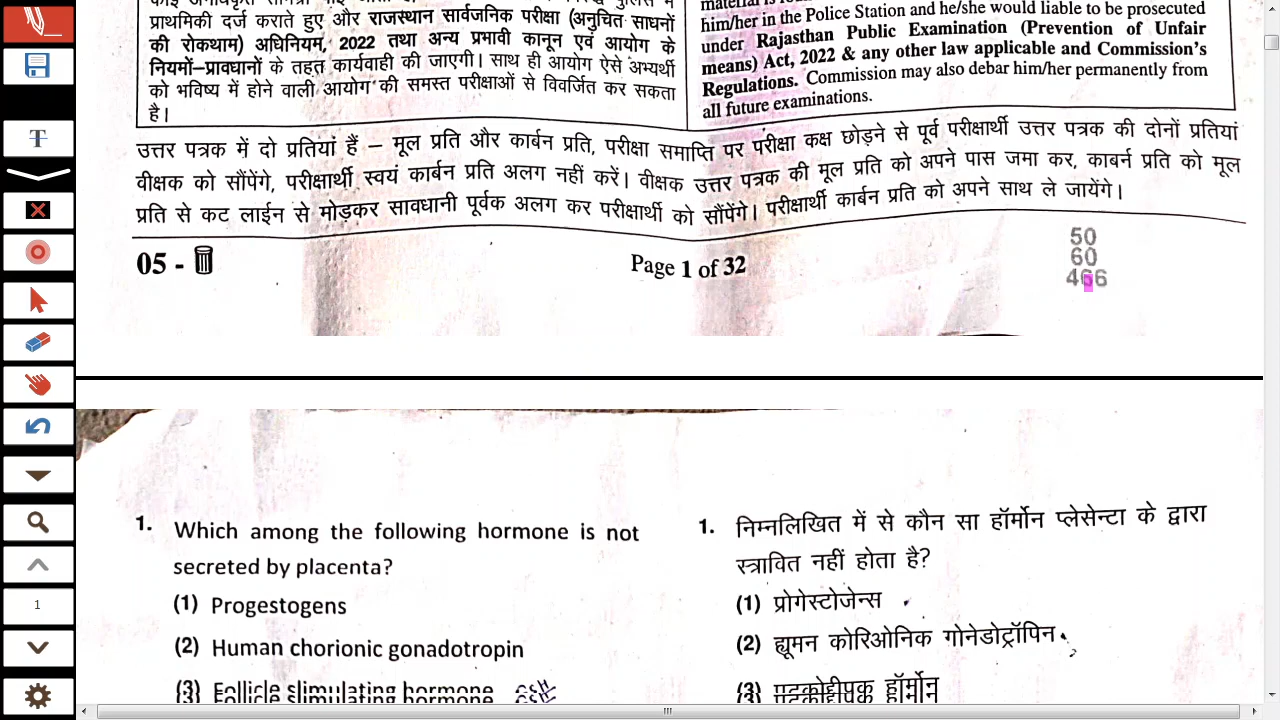 प्राथमिकी दर्ज कराते हुए और राजस्थान सार्वजनिक परीक्षा (अनुचित साधनों
की रोकथाम) अधिनियम, 2022 तथा अन्य प्रभावी कानून एवं आयोग के
नियमों-प्रावधानों के तहत् कार्यवाही की जाएगी। साथ ही आयोग ऐसे अभ्यर्थी
को भविष्य में होने वाली आयोग की समस्त परीक्षाओं से विवर्जित कर सकता
है।
him/her in the Police Station and he/she would liable to be prosecuted
under Rajasthan Public Examination (Prevention of Unfair
means) Act, 2022 & any other law applicable and Commission's
Regulations. Commission may also debar him/her permanently from
all future examinations.
उत्तर पत्रक में दो प्रतियां हैं – मूल प्रति और कार्बन प्रति, परीक्षा समाप्ति पर परीक्षा कक्ष छोड़ने से पूर्व परीक्षार्थी उत्तर पत्रक की दोनों प्रतियां
वीक्षक को सौंपेंगे, परीक्षार्थी स्वयं कार्बन प्रति अलग नहीं करें। वीक्षक उत्तर पत्रक की मूल प्रति को अपने पास जमा कर, काबर्न प्रति को मूल
प्रति से कट लाईन से मोड़कर सावधानी पूर्वक अलग कर परीक्षार्थी को सौंपेंगे। परीक्षार्थी कार्बन प्रति को अपने साथ ले जायेंगे।
05 -
Page 1 of 32
50
60
466
1. Which among the following hormone is not
secreted by placenta?
(1) Progestogens
(2) Human chorionic gonadotropin
(3) Follicle slimulating hormone
1. निम्नलिखित में से कौन सा हॉर्मोन प्लेसेन्टा के द्वारा
स्त्रावित नहीं होता है?
(1) प्रोगेस्टोजेन्स
(2) ह्यूमन कोरिओनिक गोनेडोट्रॉपिन
(3) पुटकोद्दीपक हॉर्मोन
T
1